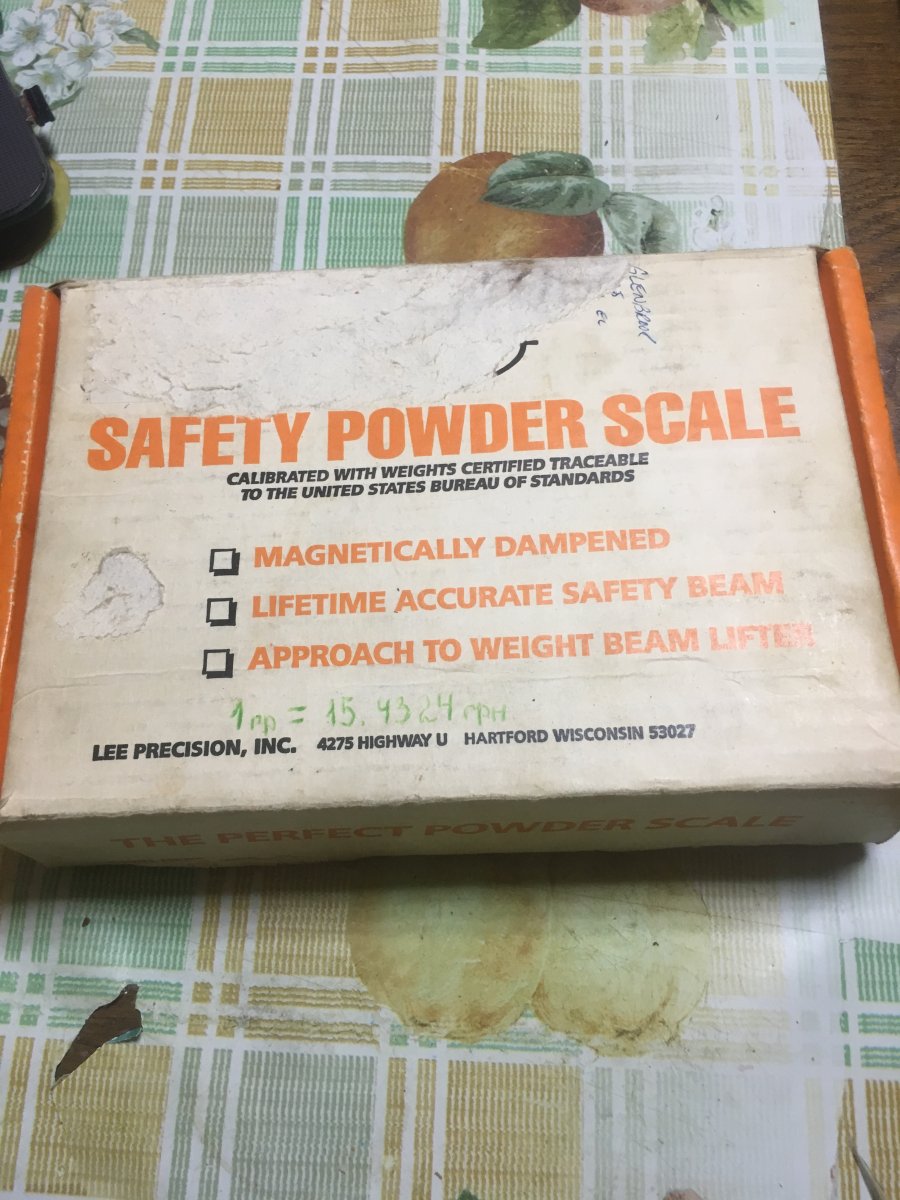 SAFETY POWDER SCALE
CALIBRATED WITH WEIGHTS CERTIFIED TRACEABLE
TO THE UNITED STATES BUREAU OF STANDARDS
MAGNETICALLY DAMPENED
LIFETIME ACCURATE SAFETY BEAM
APPROACH TO WEIGHT BEAM LIFTER
1гр = 15.4324 грн
LEE PRECISION, INC. 4275 HIGHWAY U HARTFORD WISCONSIN 53027
THE PERFECT POWDER SCALE